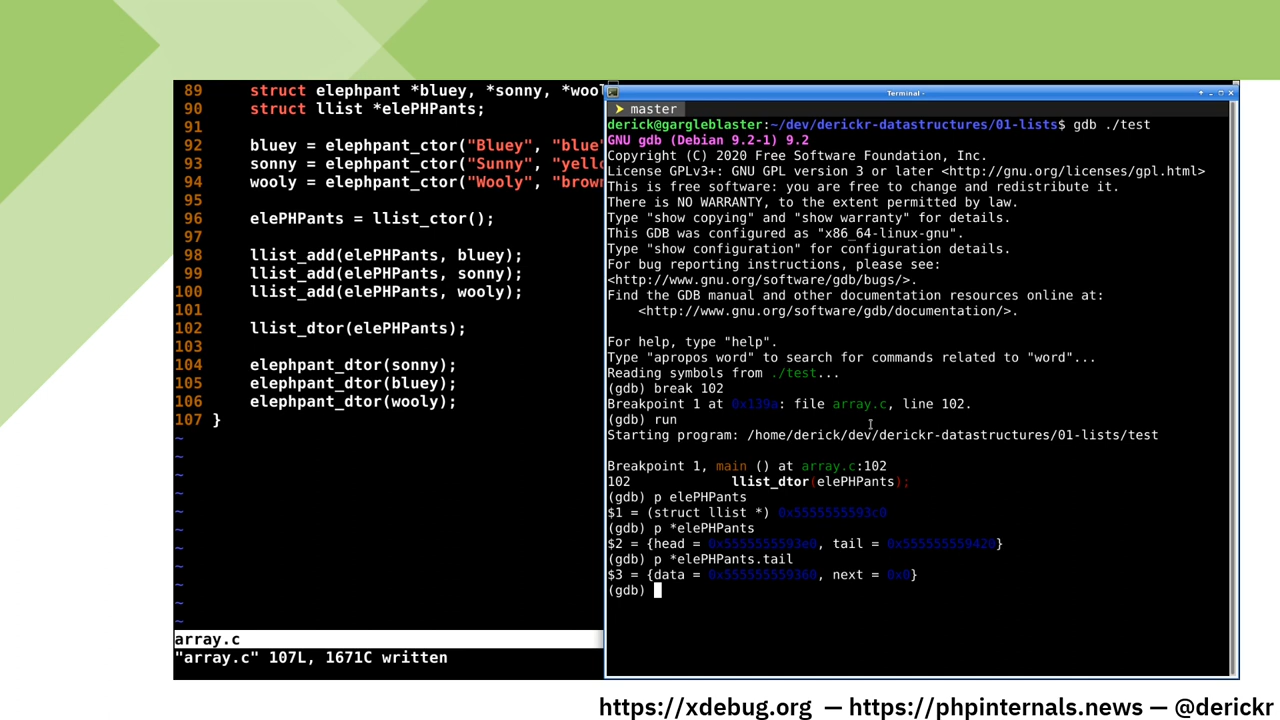 89     struct elephpant *bluey, *sonny, *wool
90     struct llist *elePHPants;
91
92     bluey = elephpant_ctor("Bluey", "blue
93     sonny = elephpant_ctor("Sunny", "yello
94     wooly = elephpant_ctor("Wooly", "brown
95
96     elePHPants = llist_ctor();
97
98     llist_add(elePHPants, bluey);
99     llist_add(elePHPants, sonny);
100     llist_add(elePHPants, wooly);
101
102     llist_dtor(elePHPants);
103
104     elephpant_dtor(sonny);
105     elephpant_dtor(bluey);
106     elephpant_dtor(wooly);
107 }
~
~
~
~
~
~
~
~
~
~
~
array.c
"array.c" 107L, 1671C written
Terminal -
master
derick@gargleblaster:~/dev/derickr-datastructures/01-lists$ gdb ./test
GNU gdb (Debian 9.2-1) 9.2
Copyright (C) 2020 Free Software Foundation, Inc.
License GPLv3+: GNU GPL version 3 or later <http://gnu.org/licenses/gpl.html>
This is free software: you are free to change and redistribute it.
There is NO WARRANTY, to the extent permitted by law.
Type "show copying" and "show warranty" for details.
This GDB was configured as "x86_64-linux-gnu".
Type "show configuration" for configuration details.
For bug reporting instructions, please see:
<http://www.gnu.org/software/gdb/bugs/>.
Find the GDB manual and other documentation resources online at:
    <http://www.gnu.org/software/gdb/documentation/>.
For help, type "help".
Type "apropos word" to search for commands related to "word"...
Reading symbols from ./test...
(gdb) break 102
Breakpoint 1 at 0x139a: file array.c, line 102.
(gdb) run
Starting program: /home/derick/dev/derickr-datastructures/01-lists/test
Breakpoint 1, main () at array.c:102
102             llist_dtor(elePHPants);
(gdb) p elePHPants
$1 = (struct llist *) 0x5555555593c0
(gdb) p *elePHPants
$2 = {head = 0x5555555593e0, tail = 0x555555559420}
(gdb) p *elePHPants.tail
$3 = {data = 0x555555559360, next = 0x0}
(gdb)
https://xdebug.org — https://phpinternals.news — @derickr